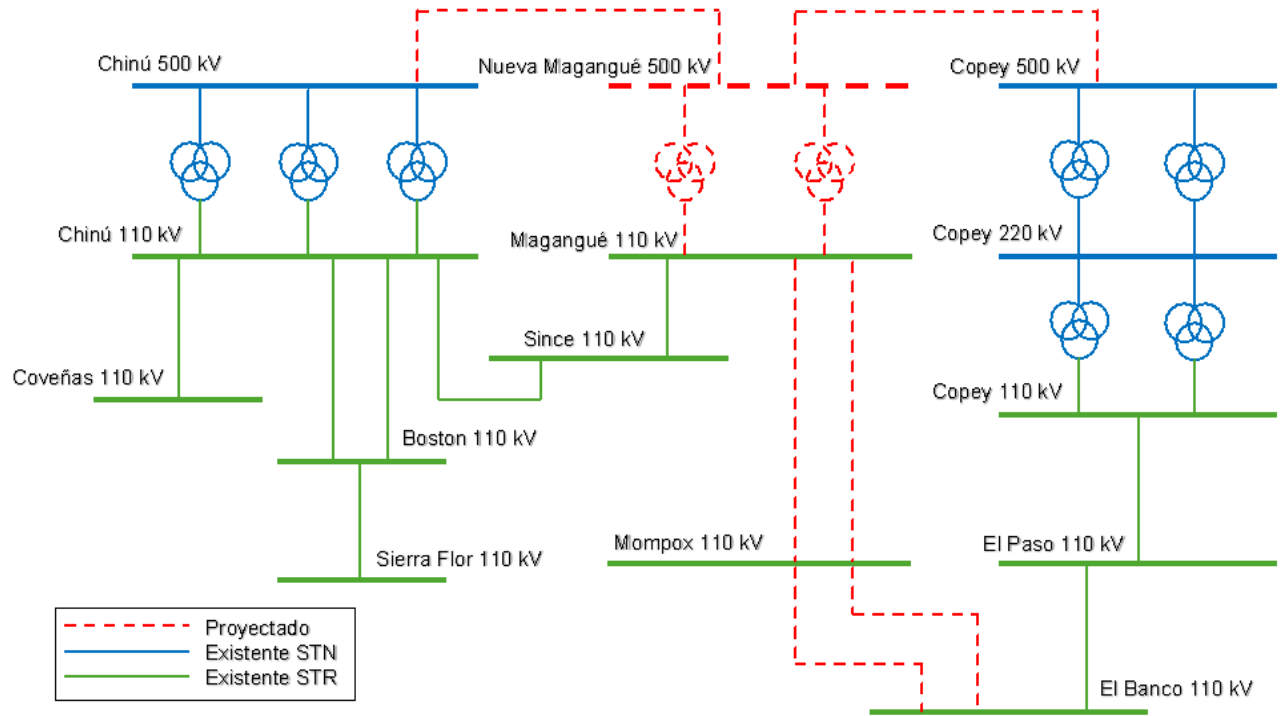 Chinú 500 kV
Nueva Magangué 500 kV
Copey 500 kV
Chinú 110 kV
Magangué 110 kV
Copey 220 kV
Since 110 kV
Coveñas 110 kV
Copey 110 kV
Boston 110 kV
Sierra Flor 110 kV
Mompox 110 kV
El Paso 110 kV
Proyectado
Existente STN
Existente STR
El Banco 110 kV